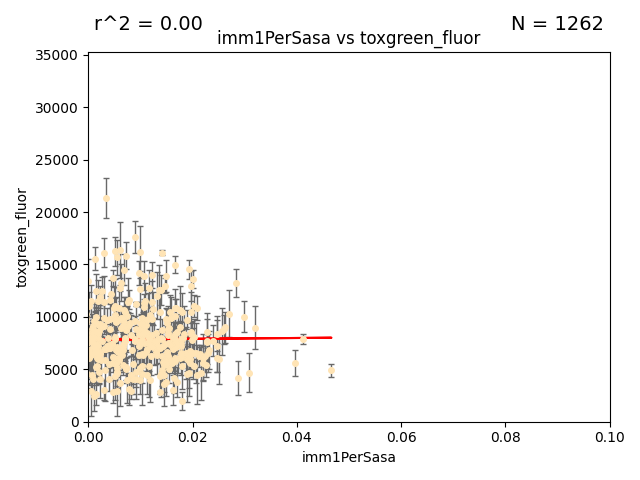 r^2 = 0.00
N = 1262
imm1PerSasa vs toxgreen_fluor
35000
30000
25000
20000
15000
10000
5000
0
toxgreen_fluor
0.00
0.02
0.04
0.06
0.08
0.10
imm1PerSasa